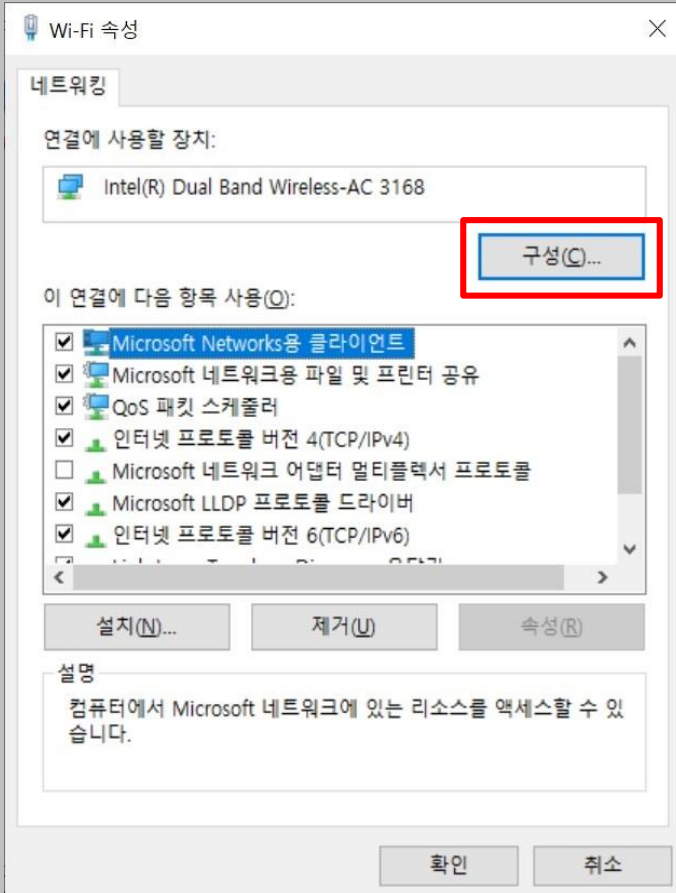 Wi-Fi 속성
네트워킹
연결에 사용할 장치:
Intel(R) Dual Band Wireless-AC 3168
구성(C)...
이 연결에 다음 항목 사용(O):
Microsoft Networks용 클라이언트
Microsoft 네트워크용 파일 및 프린터 공유
QoS 패킷 스케줄러
인터넷 프로토콜 버전 4(TCP/IPv4)
Microsoft 네트워크 어댑터 멀티플렉서 프로토콜
Microsoft LLDP 프로토콜 드라이버
인터넷 프로토콜 버전 6(TCP/IPv6)
설치(N)...
제거(U)
속성(R)
설명
컴퓨터에서 Microsoft 네트워크에 있는 리소스를 액세스할 수 있
습니다.
확인
취소